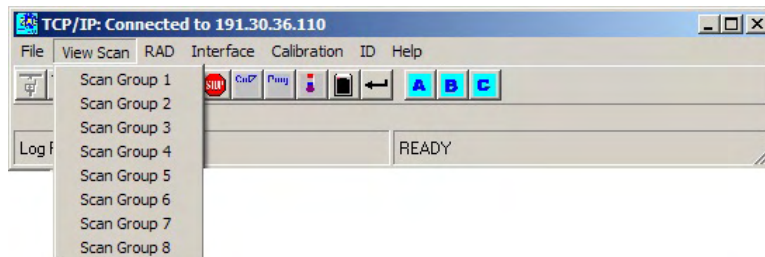 TCP/IP: Connected to 191.30.36.110
File View Scan RAD Interface Calibration ID Help
Scan Group 1
STOP A B C
Scan Group 2
Scan Group 3
Log READY
Scan Group 4
Scan Group 5
Scan Group 6
Scan Group 7
Scan Group 8